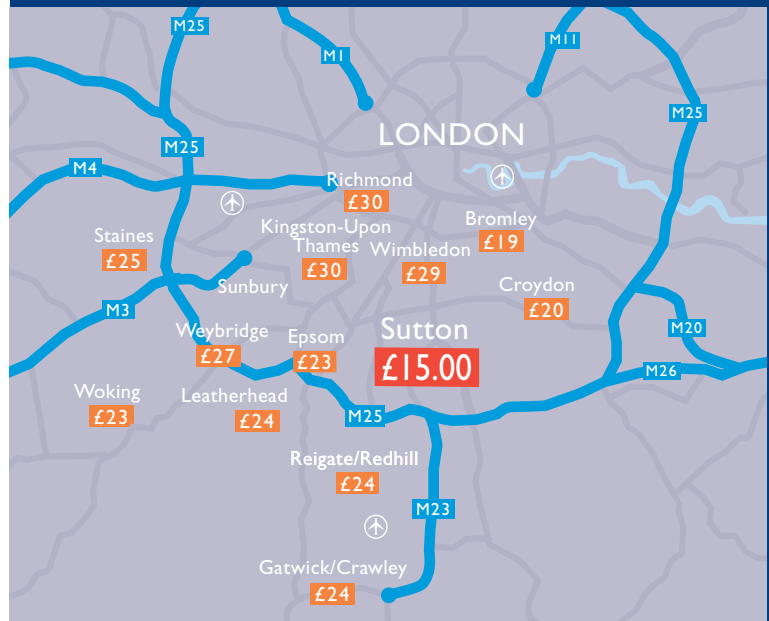 M25
M1
M11
M25
LONDON
M25
M4
Richmond
£30
Bromley
£19
Kingston-Upon
Thames
£30
Wimbledon
£29
Staines
£25
Sunbury
Croydon
£20
M3
Weybridge
£27
Epsom
£23
Sutton
£15.00
M20
M26
Woking
£23
Leatherhead
£24
M25
Reigate/Redhill
£24
M23
Gatwick/Crawley
£24